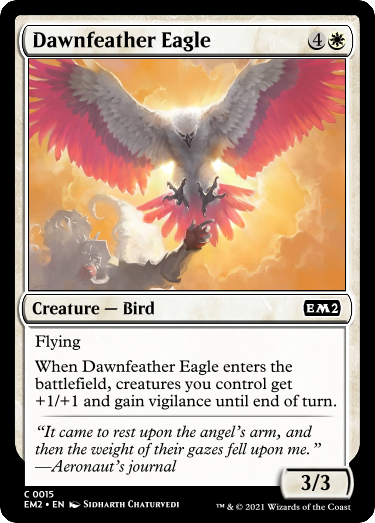 Dawnfeather Eagle 4
Creature — Bird EM2
Flying
When Dawnfeather Eagle enters the
battlefield, creatures you control get
+1/+1 and gain vigilance until end of turn.
“It came to rest upon the angel’s arm, and
then the weight of their gazes fell upon me.”
—Aeronaut’s journal
3/3
C 0015
EM2 • EN Sidharth Chaturvedi
™ & © 2021 Wizards of the Coast